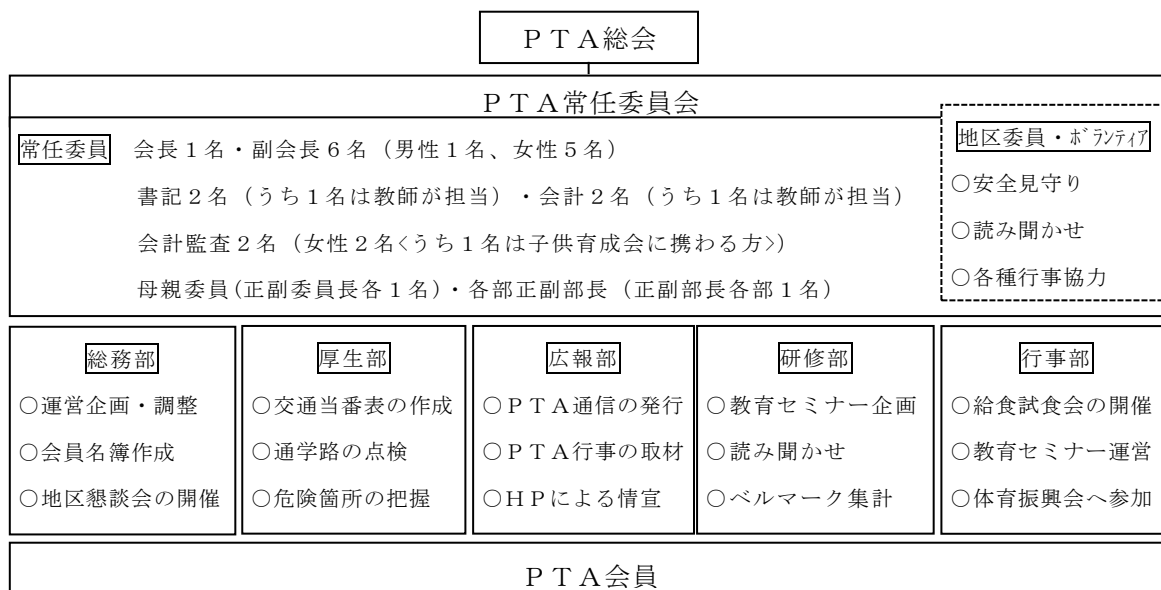 ＰＴＡ総会
ＰＴＡ常任委員会
常任委員　会長１名・副会長６名（男性１名、女性５名）
書記２名（うち１名は教師が担当）・会計２名（うち１名は教師が担当）
会計監査２名（女性２名<うち１名は子供育成会に携わる方>）
母親委員(正副委員長各１名)・各部正副部長（正副部長各部１名）
地区委員・ﾎﾞﾗﾝﾃｨｱ
○安全見守り
○読み聞かせ
○各種行事協力
総務部
○運営企画・調整
○会員名簿作成
○地区懇談会の開催
厚生部
○交通当番表の作成
○通学路の点検
○危険箇所の把握
広報部
○ＰＴＡ通信の発行
○ＰＴＡ行事の取材
○ＨＰによる情宣
研修部
○教育セミナー企画
○読み聞かせ
○ベルマーク集計
行事部
○給食試食会の開催
○教育セミナー運営
○体育振興会へ参加
ＰＴＡ会員